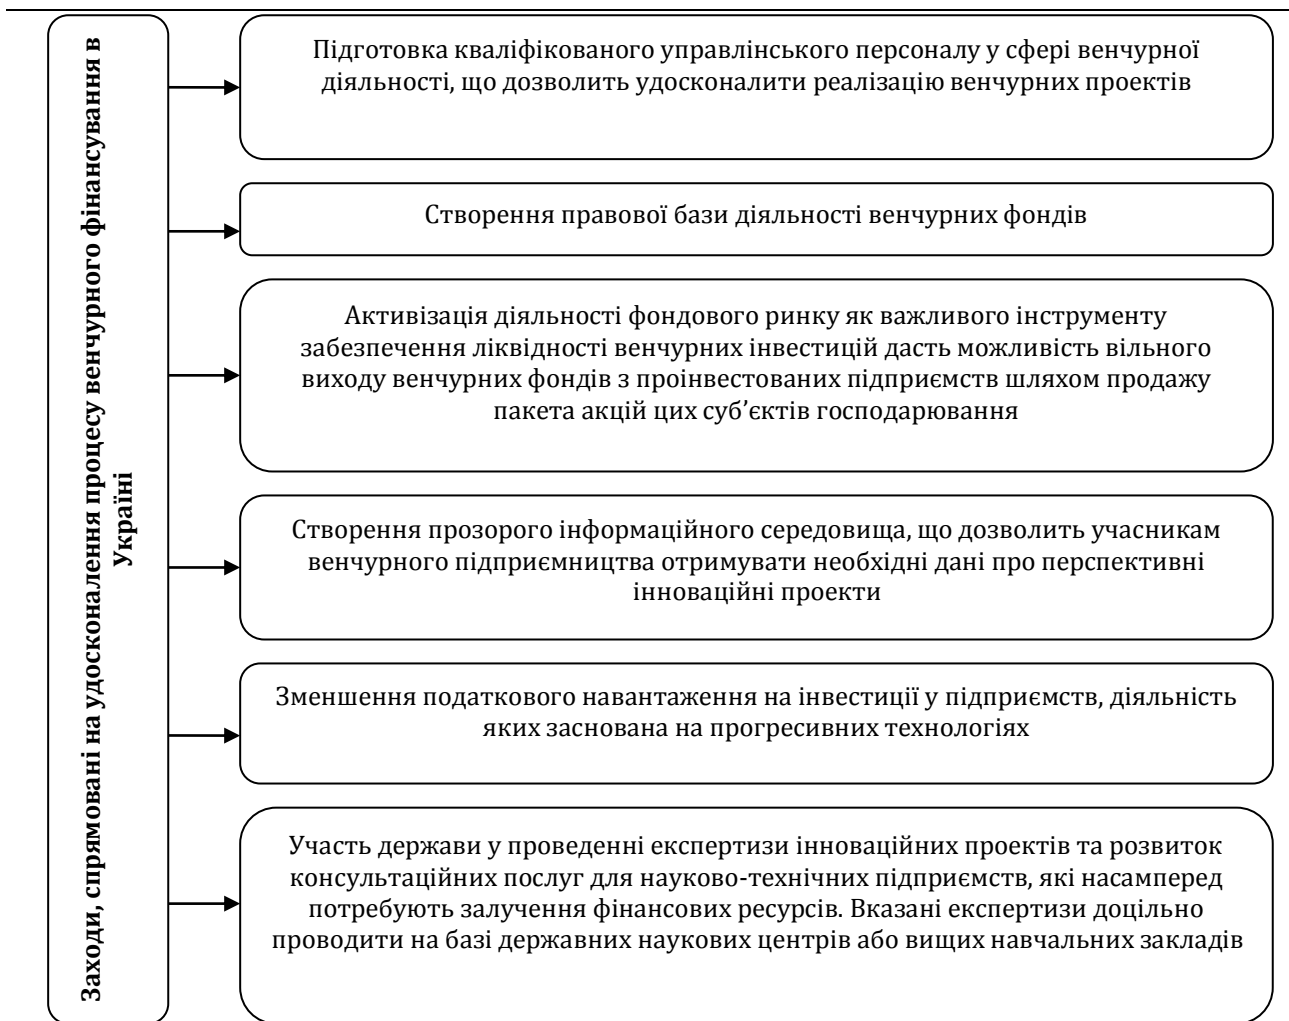 Заходи, спрямовані на удосконалення процесу венчурного фінансування в
Україні
Підготовка кваліфікованого управлінського персоналу у сфері венчурної
діяльності, що дозволить удосконалити реалізацію венчурних проектів
Створення правової бази діяльності венчурних фондів
Активізація діяльності фондового ринку як важливого інструменту
забезпечення ліквідності венчурних інвестицій дасть можливість вільного
виходу венчурних фондів з проінвестованих підприємств шляхом продажу
пакета акцій цих суб’єктів господарювання
Створення прозорого інформаційного середовища, що дозволить учасникам
венчурного підприємництва отримувати необхідні дані про перспективні
інноваційні проекти
Зменшення податкового навантаження на інвестиції у підприємств, діяльність
яких заснована на прогресивних технологіях
Участь держави у проведенні експертизи інноваційних проектів та розвиток
консультаційних послуг для науково-технічних підприємств, які насамперед
потребують залучення фінансових ресурсів. Вказані експертизи доцільно
проводити на базі державних наукових центрів або вищих навчальних закладів